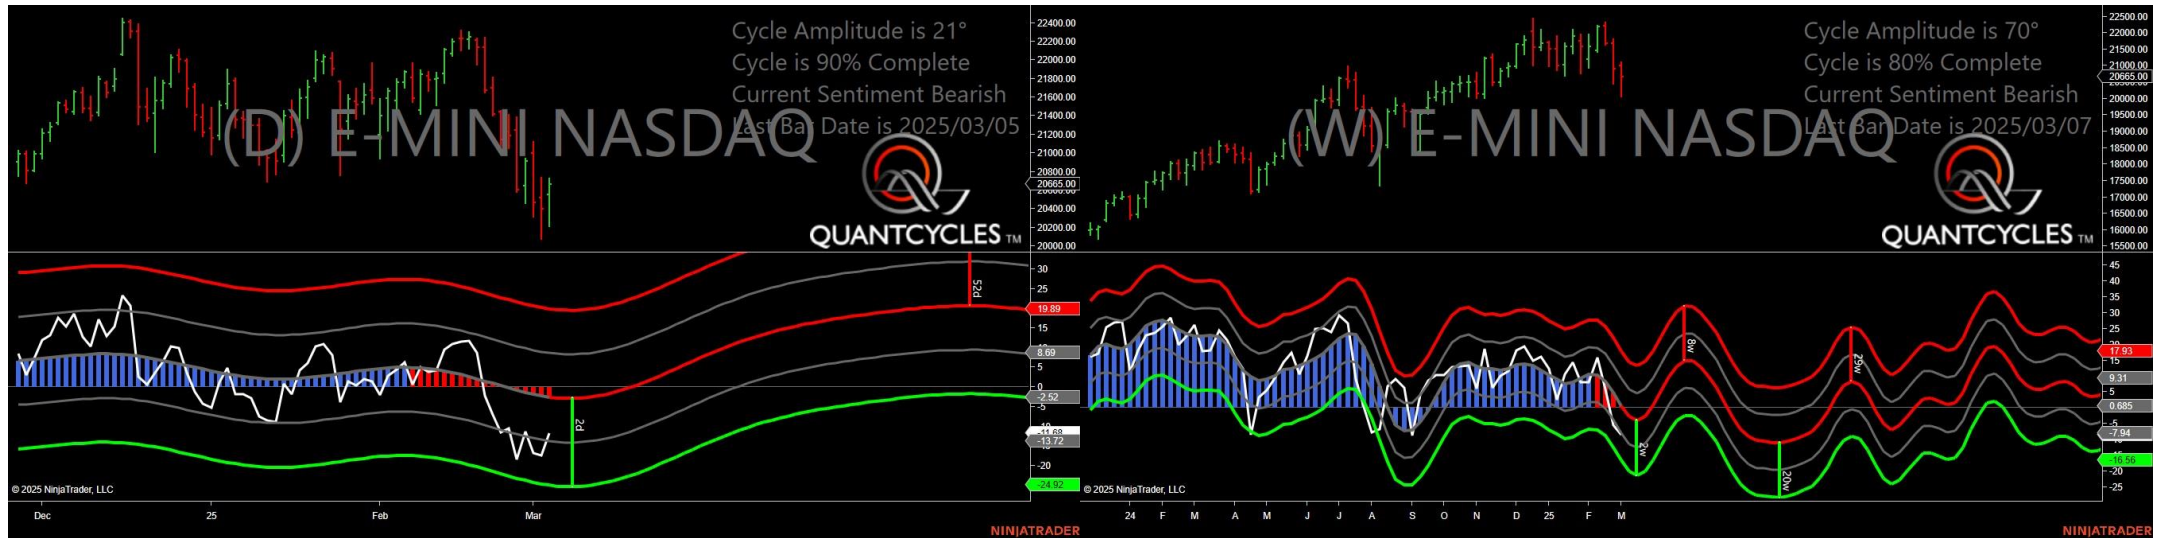 Cycle Amplitude is 21°
Cycle is 90% Complete
Current Sentiment Bearish
Last Bar Date is 2025/03/05
(D) E-MINI NASDAQ
QUANTCYCLES TM
22400.00
22200.00
22000.00
21800.00
21600.00
21400.00
21200.00
21000.00
20800.00
20665.00
20400.00
20200.00
20000.00
30
25
19.89
15
8.69
5
0
-2.52
-5
-11.68
-13.72
-20
-24.92
52d
2d
© 2025 NinjaTrader, LLC
Dec
25
Feb
Mar
NINJATRADER
Cycle Amplitude is 70°
Cycle is 80% Complete
Current Sentiment Bearish
Last Bar Date is 2025/03/07
(W) E-MINI NASDAQ
QUANTCYCLES TM
22500.00
22000.00
21500.00
21000.00
20665.00
20000.00
19500.00
19000.00
18500.00
18000.00
17500.00
17000.00
16500.00
16000.00
15500.00
45
40
35
30
25
17.93
9.31
5
0.685
-7.94
-16.56
-20
-25
8w
29w
2w
20w
© 2025 NinjaTrader, LLC
24 F M A M J J A S O N D 25 F M
NINJATRADER